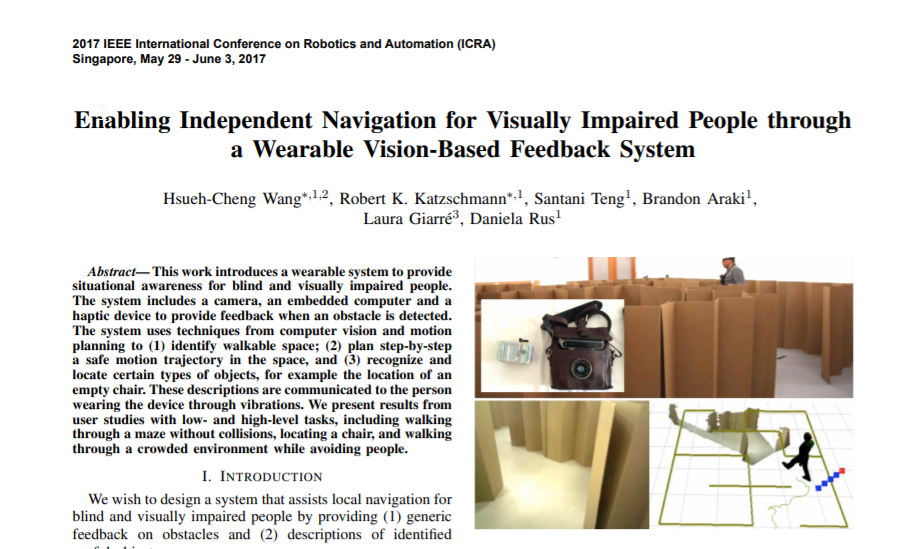 2017 IEEE International Conference on Robotics and Automation (ICRA)
Singapore, May 29 - June 3, 2017
Enabling Independent Navigation for Visually Impaired People through
a Wearable Vision-Based Feedback System
Hsueh-Cheng Wang*,1,2, Robert K. Katzschmann*,1, Santani Teng1, Brandon Araki1,
Laura Giarré3, Daniela Rus1
Abstract— This work introduces a wearable system to provide
situational awareness for blind and visually impaired people.
The system includes a camera, an embedded computer and a
haptic device to provide feedback when an obstacle is detected.
The system uses techniques from computer vision and motion
planning to (1) identify walkable space; (2) plan step-by-step
a safe motion trajectory in the space, and (3) recognize and
locate certain types of objects, for example the location of an
empty chair. These descriptions are communicated to the person
wearing the device through vibrations. We present results from
user studies with low- and high-level tasks, including walking
through a maze without collisions, locating a chair, and walking
through a crowded environment while avoiding people.
I. INTRODUCTION
We wish to design a system that assists local navigation for
blind and visually impaired people by providing (1) generic
feedback on obstacles and (2) descriptions of identified